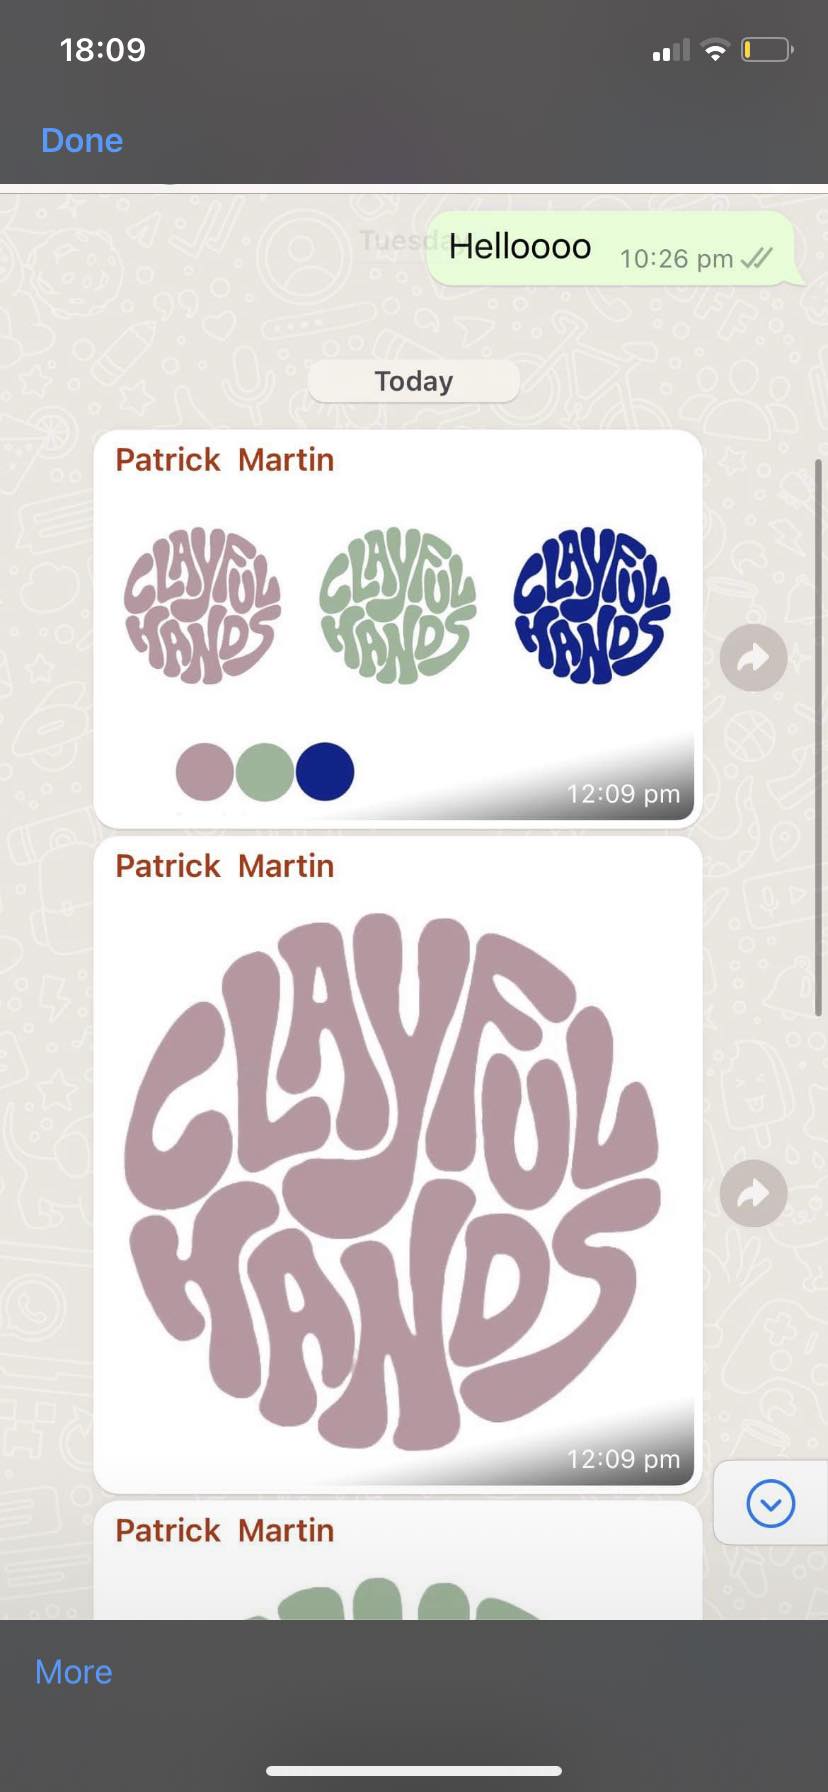 18:09
Done
Tuesday
Helloooo 10:26 pm
Today
Patrick Martin
CLAYFUL
HANDS
CLAYFUL
HANDS
CLAYFUL
HANDS
12:09 pm
Patrick Martin
CLAYFUL
HANDS
12:09 pm
Patrick Martin
More